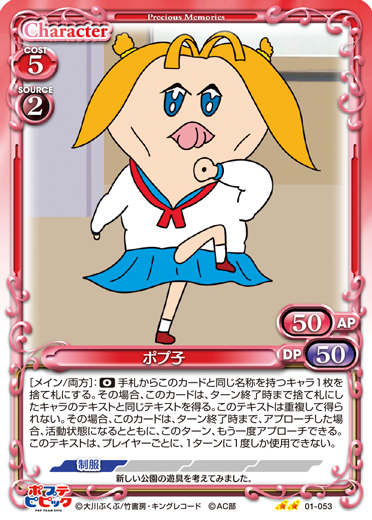 Precious Memories
Character
COST
5
SOURCE
2
50 AP
ポプ子
DP 50
[メイン/両方]:0 手札からこのカードと同じ名称を持つキャラ1枚を
捨て札にする。その場合、このカードは、ターン終了時まで捨て札にし
たキャラのテキストと同じテキストを得る。このテキストは重複して得ら
れない。その場合、このカードは、ターン終了時まで、アプローチした場
合、活動状態になるとともに、このターン、もう一度アプローチできる。
このテキストは、プレイヤーごとに、1ターンに1度しか使用できない。
制服
新しい公園の遊具を考えてみました。
ポプテピピック
POP TEAM EPIC
©大川ぶくぶ/竹書房・キングレコード ©AC部
01-053